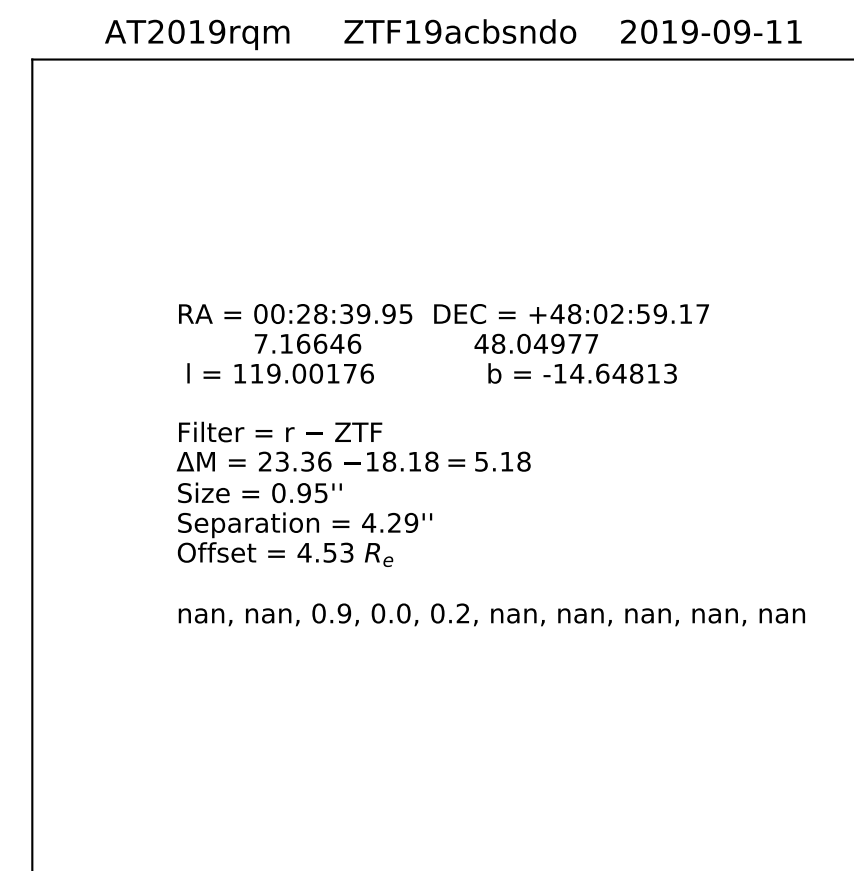 AT2019rqm ZTF19acbsndo 2019-09-11
RA = 00:28:39.95 DEC = +48:02:59.17
7.16646 48.04977
l = 119.00176 b = -14.64813
Filter = r − ZTF
ΔM = 23.36 −18.18 = 5.18
Size = 0.95''
Separation = 4.29''
Offset = 4.53 Re
nan, nan, 0.9, 0.0, 0.2, nan, nan, nan, nan, nan